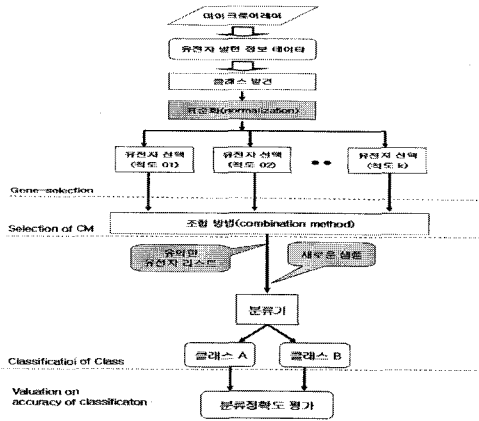 마이크로어레이
유전자 발현 정보 데이타
클래스 발견
표준화(normalization)
유전자 선택
(척도 01)
유전자 선택
(척도 02)
유전자 선택
(척도 k)
Gene-selection
조합 방법(combination method)
Selection of CM
유의한
유전자 리스트
새로운 샘플
분류기
클래스 A
클래스 B
Classificatioi of Class
Valuation on
accuracy of classificaton
분류정확도 평가